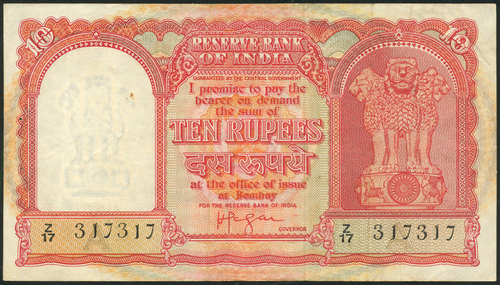 10 RESERVE BANK 10
OF INDIA
GUARANTEED BY THE CENTRAL GOVERNMENT
I promise to pay the
bearer on demand
the sum of
TEN RUPEES
दस रूपये
at the office of issue
at Bombay
FOR THE RESERVE BANK OF INDIA
GOVERNOR
Z/17 317317
Z/17 317317